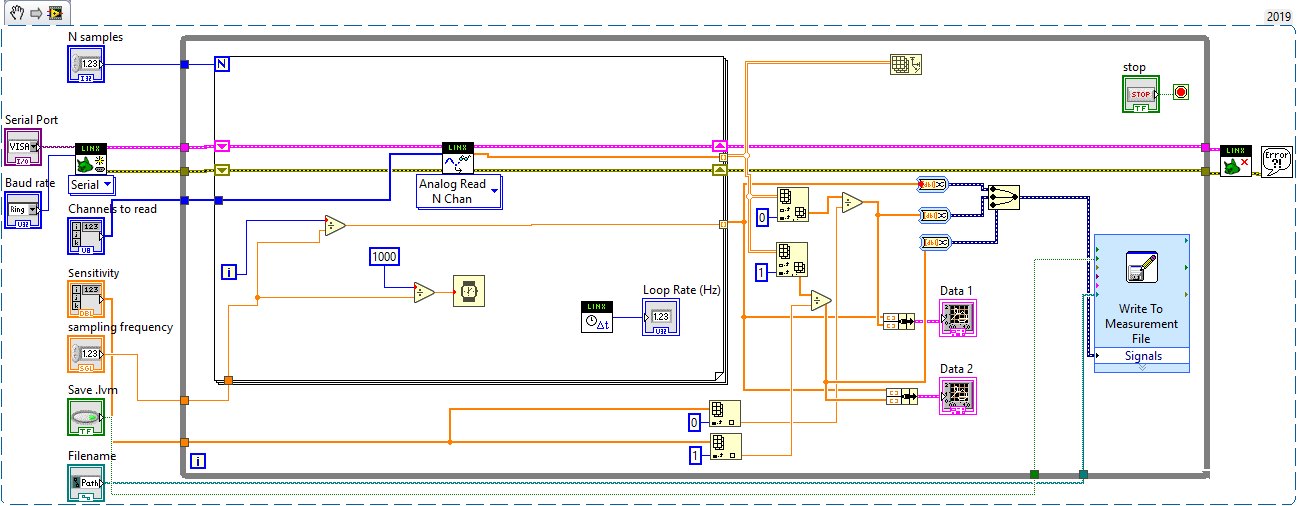 2019
N samples
1.23
I32
N
stop
STOP
TF
Serial Port
VISA
I/O
LINX
Serial
LINX
Analog Read
N Chan
LINX
Error
?!
Baud rate
Ring
U32
Channels to read
123
U8
i
0
1
1000
Sensitivity
123
DBL
LINX
Δt
Loop Rate (Hz)
1.23
U32
Write To
Measurement
File
Signals
Data 1
sampling frequency
1.23
SGL
Data 2
Save .lvm
TF
0
1
Filename
Path
i